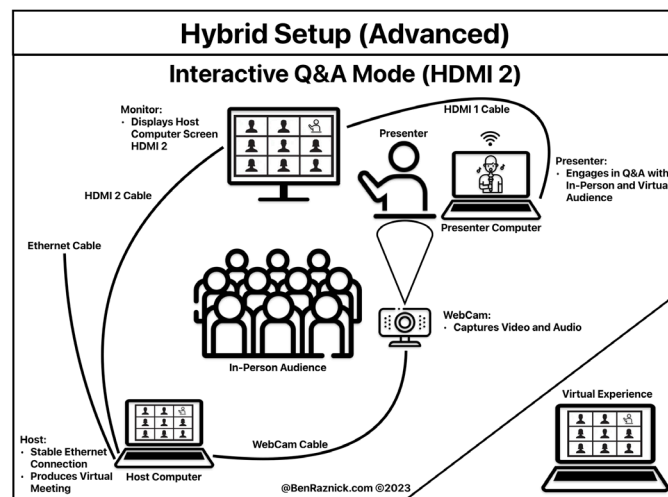 Hybrid Setup (Advanced)
Interactive Q&A Mode (HDMI 2)
Monitor:
• Displays Host
Computer Screen
HDMI 2
HDMI 1 Cable
Presenter
Presenter:
• Engages in Q&A with
In-Person and Virtual
Audience
Presenter Computer
HDMI 2 Cable
Ethernet Cable
WebCam:
• Captures Video and Audio
In-Person Audience
Virtual Experience
Host:
• Stable Ethernet
Connection
• Produces Virtual
Meeting
Host Computer
WebCam Cable
@BenRaznick.com ©2023